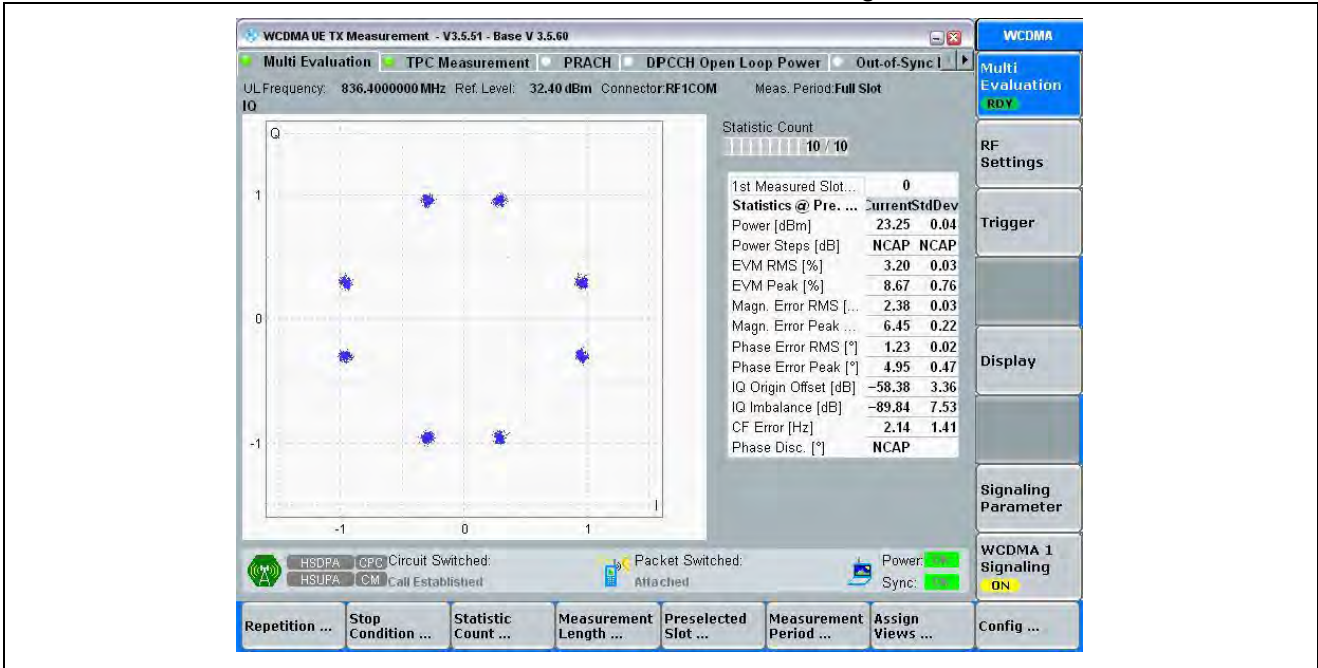 WCDMA UE TX Measurement - V3.5.51 - Base V 3.5.60
WCDMA
Multi Evaluation TPC Measurement PRACH DPCCH Open Loop Power Out-of-Sync
UL Frequency: 836.4000000 MHz Ref. Level: 32.40 dBm Connector:RF1COM Meas. Period:Full Slot
IQ
Multi
Evaluation
RDY
Q
Statistic Count
10 / 10
RF
Settings
1st Measured Slot... 0
Statistics @ Pre. ... CurrentStdDev
Power [dBm] 23.25 0.04
Power Steps [dB] NCAP NCAP
EVM RMS [%] 3.20 0.03
EVM Peak [%] 8.67 0.76
Magn. Error RMS [... 2.38 0.03
Magn. Error Peak ... 6.45 0.22
Phase Error RMS [°] 1.23 0.02
Phase Error Peak [°] 4.95 0.47
IQ Origin Offset [dB] −58.38 3.36
IQ Imbalance [dB] −89.84 7.53
CF Error [Hz] 2.14 1.41
Phase Disc. [°] NCAP
Trigger
Display
1
0
-1
I
-1 0 1
Signaling
Parameter
HSDPA CPC Circuit Switched: Packet Switched: Power:
HSUPA CM Call Established Attached Sync:
WCDMA 1
Signaling
ON
Repetition ...
Stop
Condition ...
Statistic
Count ...
Measurement
Length ...
Preselected
Slot ...
Measurement
Period ...
Assign
Views ...
Config ...